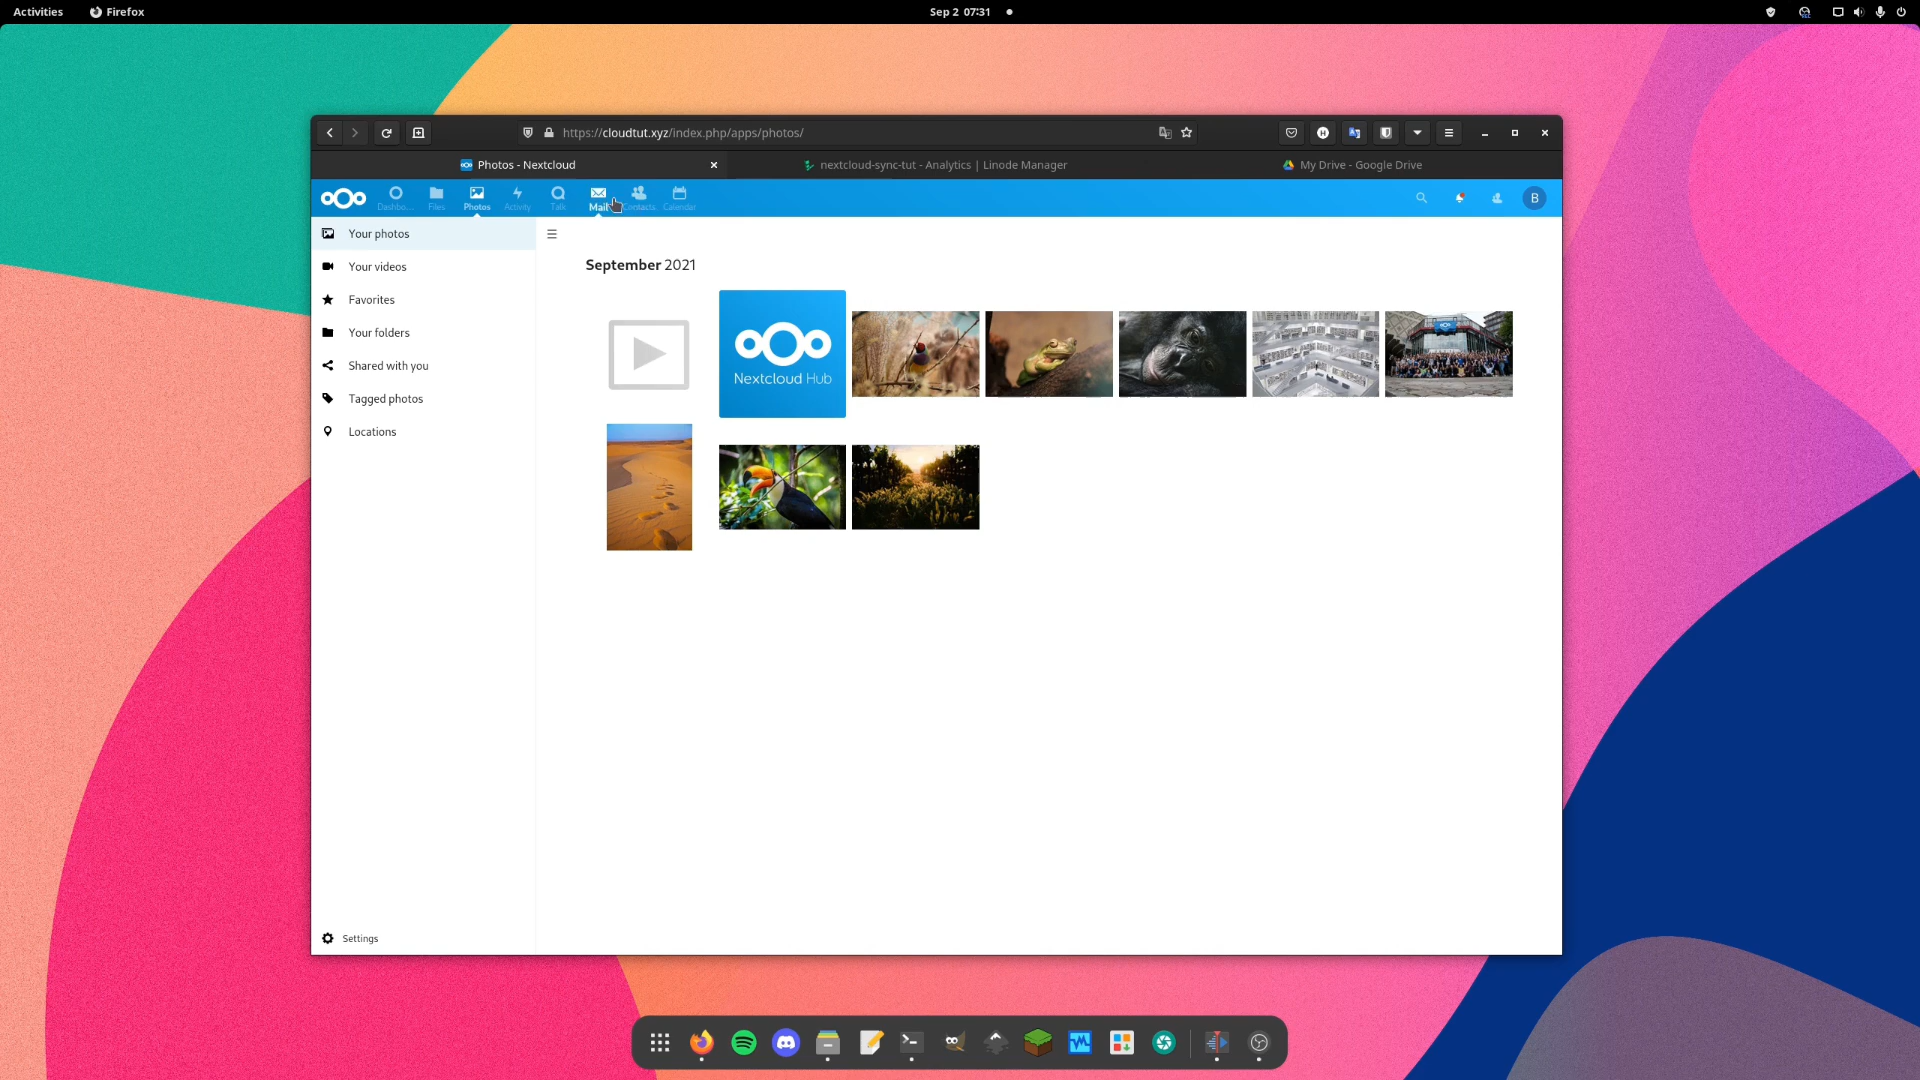 Activities
Firefox
Sep 2 07:31
https://cloudtut.xyz/index.php/apps/photos/
H
Photos - Nextcloud
nextcloud-sync-tut - Analytics | Linode Manager
My Drive - Google Drive
Dashbo...
Files
Photos
Activity
Talk
Mail
Contacts
Calendar
B
Your photos
Your videos
Favorites
Your folders
Shared with you
Tagged photos
Locations
September 2021
Nextcloud Hub
Settings